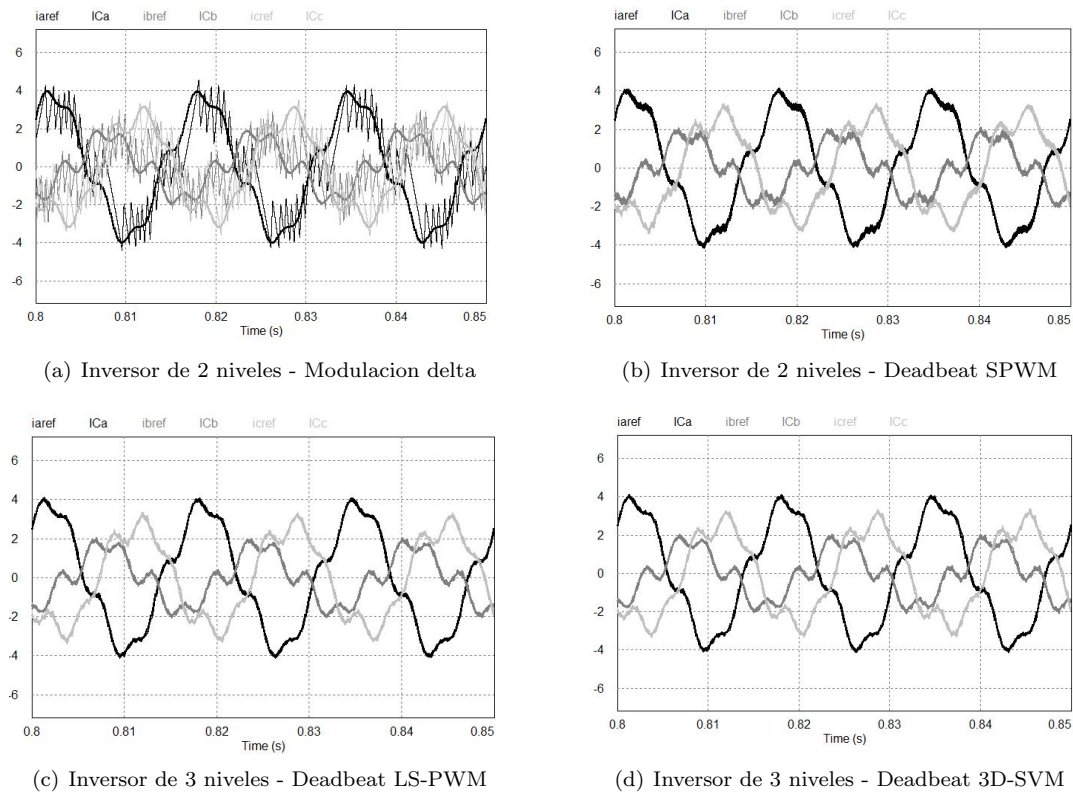 iaref ICa ibref ICb icref ICc
6
4
2
0
-2
-4
-6
0.8 0.81 0.82 0.83 0.84 0.85
Time (s)
(a) Inversor de 2 niveles - Modulacion delta
iaref ICa ibref ICb icref ICc
6
4
2
0
-2
-4
-6
0.8 0.81 0.82 0.83 0.84 0.85
Time (s)
(b) Inversor de 2 niveles - Deadbeat SPWM
iaref ICa ibref ICb icref ICc
6
4
2
0
-2
-4
-6
0.8 0.81 0.82 0.83 0.84 0.85
Time (s)
(c) Inversor de 3 niveles - Deadbeat LS-PWM
iaref ICa ibref ICb icref ICc
6
4
2
0
-2
-4
-6
0.8 0.81 0.82 0.83 0.84 0.85
Time (s)
(d) Inversor de 3 niveles - Deadbeat 3D-SVM